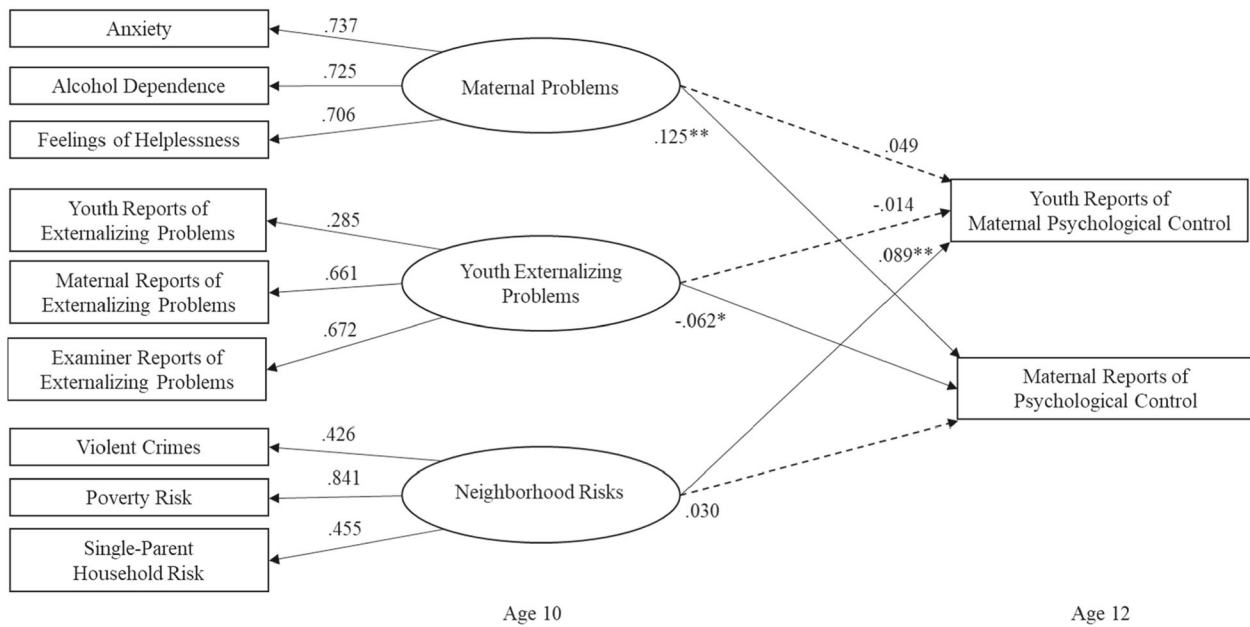 Anxiety
.737
Alcohol Dependence
.725
Feelings of Helplessness
.706
Maternal Problems
.125**
.049
Youth Reports of
Externalizing Problems
.285
Maternal Reports of
Externalizing Problems
.661
Examiner Reports of
Externalizing Problems
.672
Youth Externalizing
Problems
-.014
.089**
-.062*
Youth Reports of
Maternal Psychological Control
Maternal Reports of
Psychological Control
Violent Crimes
.426
Poverty Risk
.841
Single-Parent
Household Risk
.455
Neighborhood Risks
.030
Age 10
Age 12